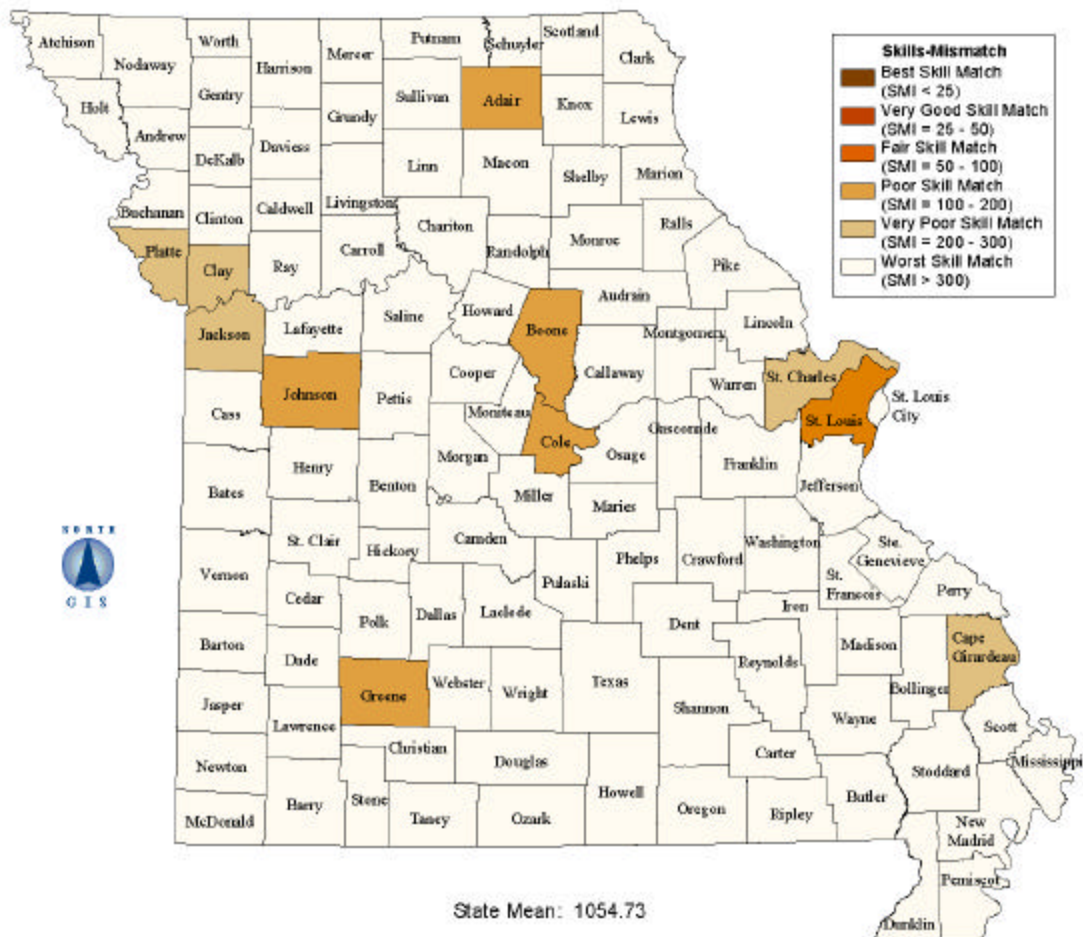 Atchison
Nodaway
Worth
Harrison
Mercer
Putnam
Schuyler
Scotland
Clark
Holt
Gentry
Sullivan
Adair
Knox
Lewis
Andrew
DeKalb
Daviess
Grundy
Linn
Macon
Shelby
Marion
Buchanan
Clinton
Caldwell
Livingston
Chariton
Randolph
Monroe
Ralls
Platte
Clay
Ray
Carroll
Pike
Howard
Audrain
Jackson
Lafayette
Saline
Boone
Montgomery
Lincoln
Cooper
Callaway
Warren
St. Charles
St. Louis
City
Cass
Johnson
Pettis
Moniteau
Cole
Osage
Gasconade
Franklin
St. Louis
Bates
Henry
Benton
Morgan
Miller
Maries
Jefferson
St. Clair
Hickory
Camden
Pulaski
Phelps
Crawford
Washington
Ste.
Genevieve
St.
Francois
Perry
Vernon
Cedar
Polk
Dallas
Laclede
Dent
Iron
Madison
Cape
Girardeau
Barton
Dade
Greene
Webster
Wright
Texas
Shannon
Reynolds
Bollinger
Wayne
Scott
Mississippi
Jasper
Lawrence
Christian
Douglas
Carter
Stoddard
Newton
Barry
Stone
Taney
Ozark
Howell
Oregon
Ripley
Butler
New
Madrid
McDonald
Pemiscot
Dunklin
Skills-Mismatch
Best Skill Match
(SMI < 25)
Very Good Skill Match
(SMI = 25 - 50)
Fair Skill Match
(SMI = 50 - 100)
Poor Skill Match
(SMI = 100 - 200)
Very Poor Skill Match
(SMI = 200 - 300)
Worst Skill Match
(SMI > 300)
NORTH
GIS
State Mean: 1054.73